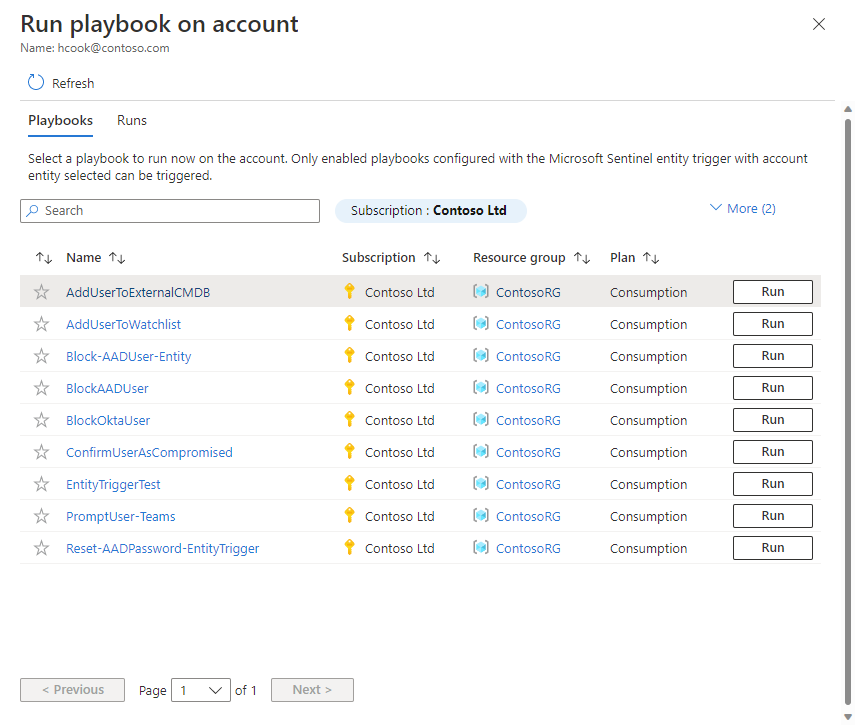 Run playbook on account
Name: hcook@contoso.com
Refresh
Playbooks Runs
Select a playbook to run now on the account. Only enabled playbooks configured with the Microsoft Sentinel entity trigger with account
entity selected can be triggered.
Search Subscription : Contoso Ltd More (2)
Name Subscription Resource group Plan
AddUserToExternalCMDB Contoso Ltd ContosoRG Consumption Run
AddUserToWatchlist Contoso Ltd ContosoRG Consumption Run
Block-AADUser-Entity Contoso Ltd ContosoRG Consumption Run
BlockAADUser Contoso Ltd ContosoRG Consumption Run
BlockOktaUser Contoso Ltd ContosoRG Consumption Run
ConfirmUserAsCompromised Contoso Ltd ContosoRG Consumption Run
EntityTriggerTest Contoso Ltd ContosoRG Consumption Run
PromptUser-Teams Contoso Ltd ContosoRG Consumption Run
Reset-AADPassword-EntityTrigger Contoso Ltd ContosoRG Consumption Run
< Previous Page 1 of 1 Next >